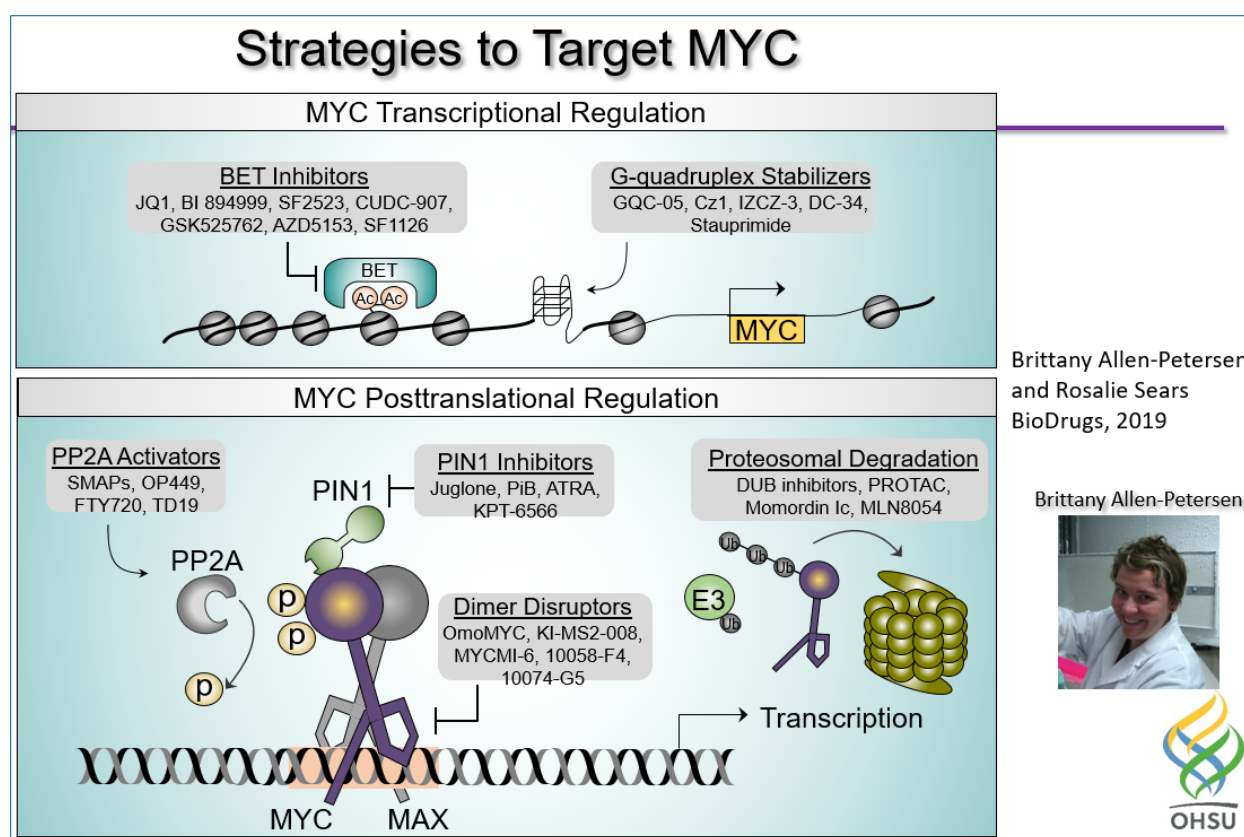 Strategies to Target MYC
MYC Transcriptional Regulation
BET Inhibitors
JQ1, BI 894999, SF2523, CUDC-907,
GSK525762, AZD5153, SF1126
G-quadruplex Stabilizers
GQC-05, Cz1, IZCZ-3, DC-34,
Stauprimide
BET
Ac Ac
MYC
MYC Posttranslational Regulation
PP2A Activators
SMAPs, OP449,
FTY720, TD19
PIN1
PIN1 Inhibitors
Juglone, PiB, ATRA,
KPT-6566
Proteosomal Degradation
DUB inhibitors, PROTAC,
Momordin Ic, MLN8054
PP2A
p
p
p
Dimer Disruptors
OmoMYC, KI-MS2-008,
MYCMI-6, 10058-F4,
10074-G5
Ub Ub Ub
E3
Ub
Transcription
MYC
MAX
Brittany Allen-Petersen
and Rosalie Sears
BioDrugs, 2019
Brittany Allen-Petersen
OHSU